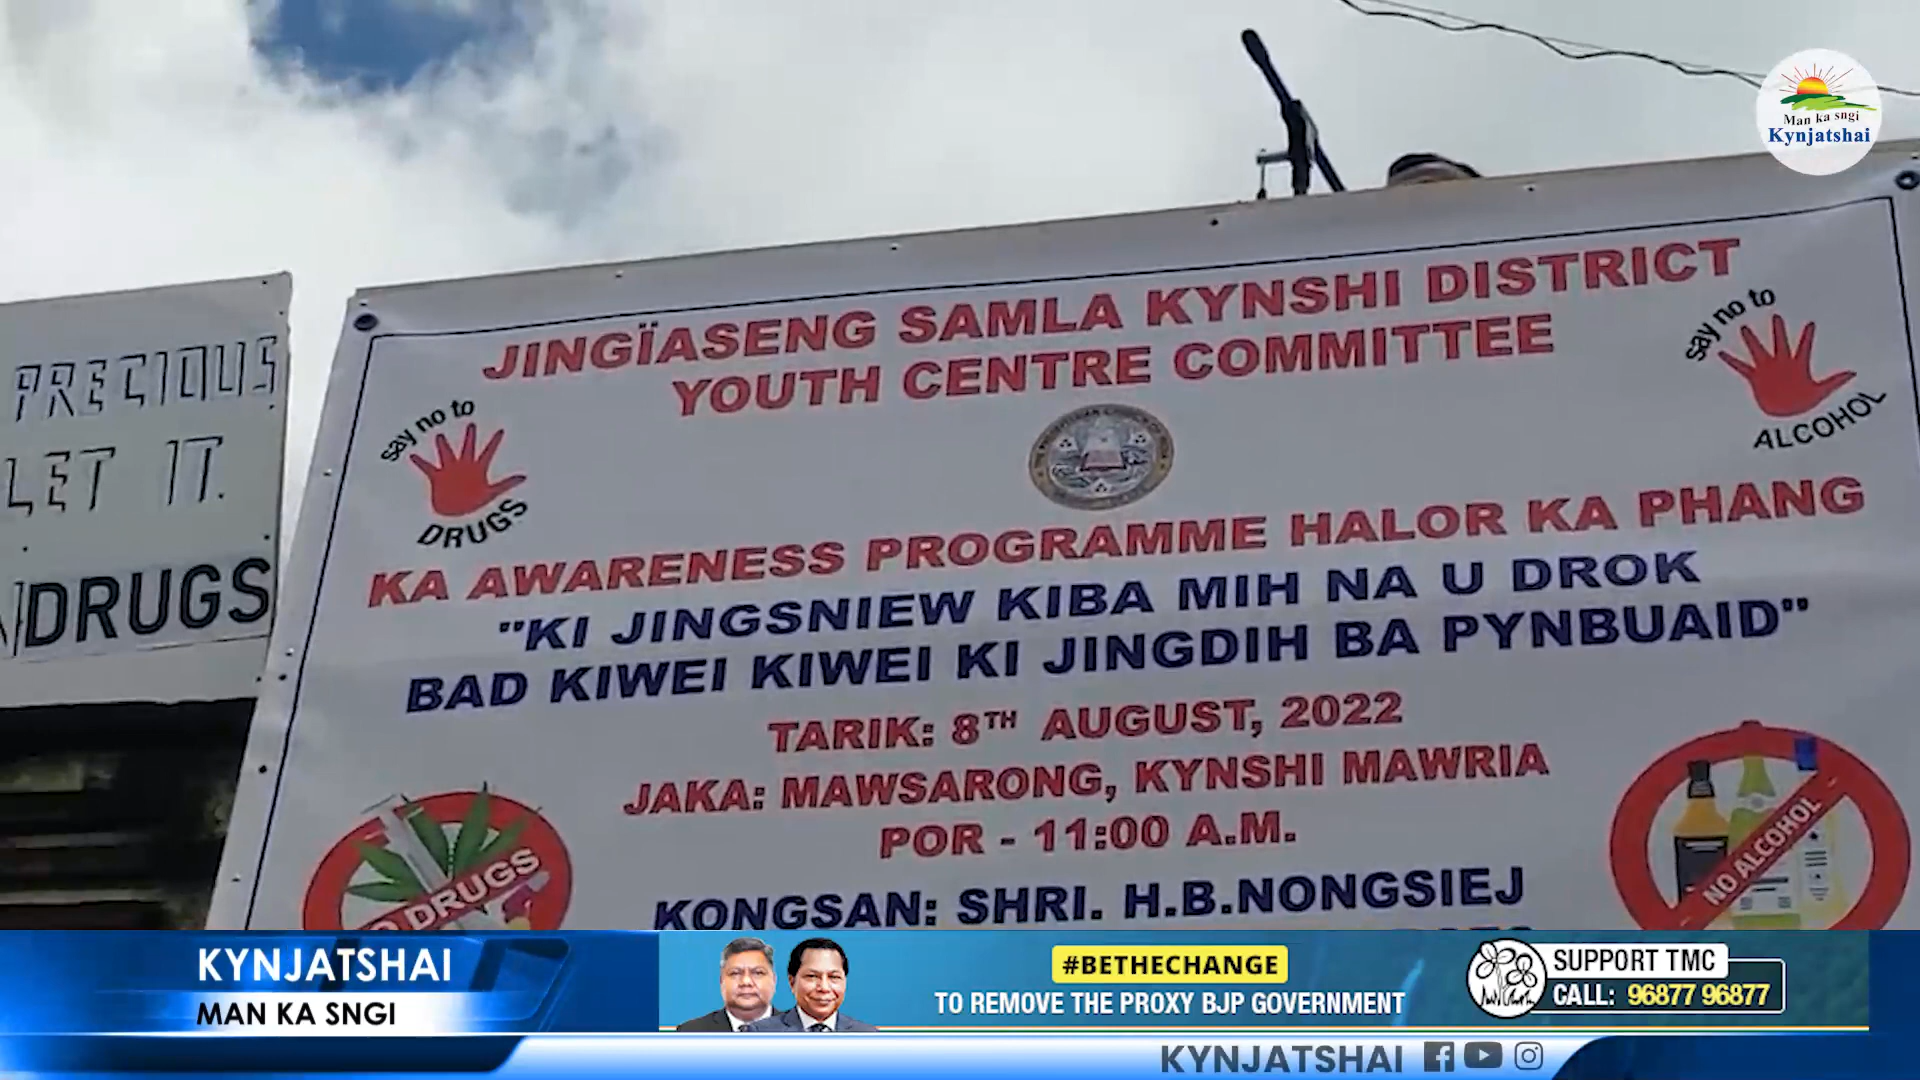 Man ka sngi
Kynjatshai
PRECIOUS
LET IT.
DRUGS
JINGÏASENG SAMLA KYNSHI DISTRICT
YOUTH CENTRE COMMITTEE
say no to
DRUGS
say no to
ALCOHOL
KA AWARENESS PROGRAMME HALOR KA PHANG
"KI JINGSNIEW KIBA MIH NA U DROK
BAD KIWEI KIWEI KI JINGDIH BA PYNBUAID"
TARIK: 8TH AUGUST, 2022
JAKA: MAWSARONG, KYNSHI MAWRIA
POR - 11:00 A.M.
KONGSAN: SHRI. H.B.NONGSIEJ
DRUGS
NO ALCOHOL
KYNJATSHAI
MAN KA SNGI
#BETHECHANGE
TO REMOVE THE PROXY BJP GOVERNMENT
SUPPORT TMC
CALL: 96877 96877
KYNJATSHAI